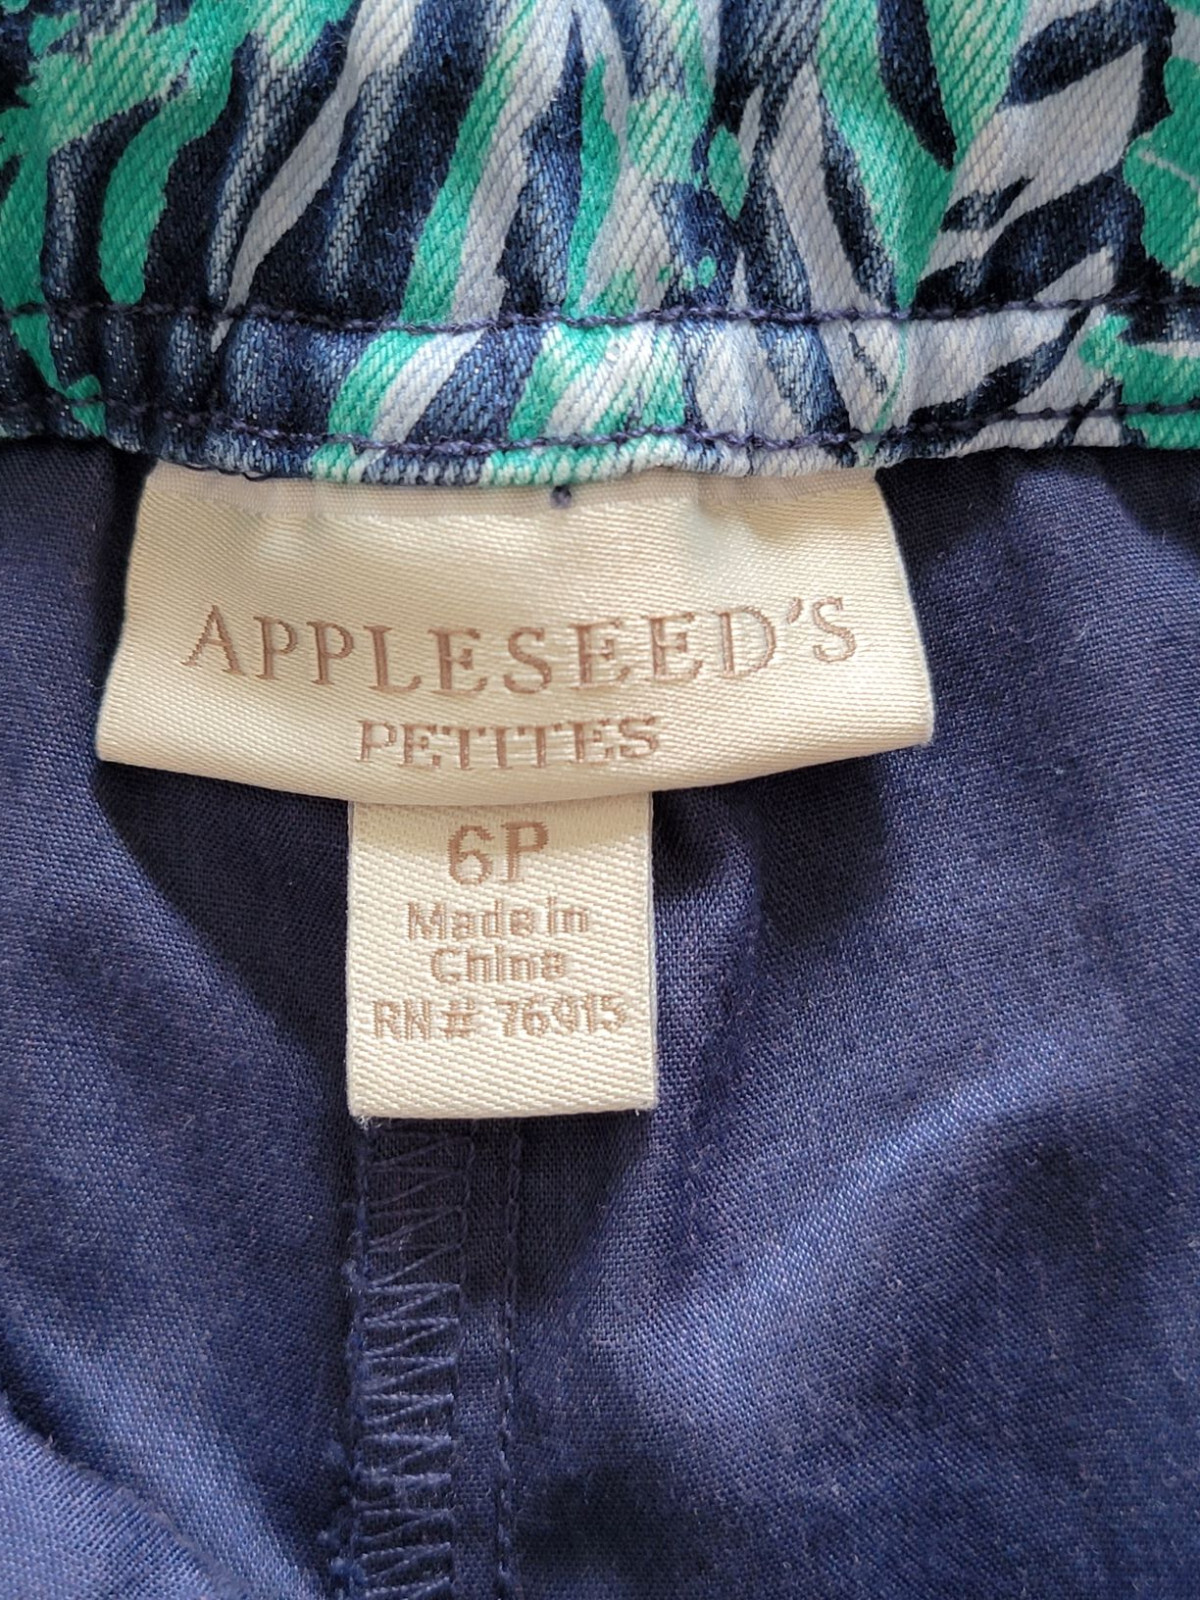 APPLESEED'S
PETITES
6P
Made in
China
RN# 76915